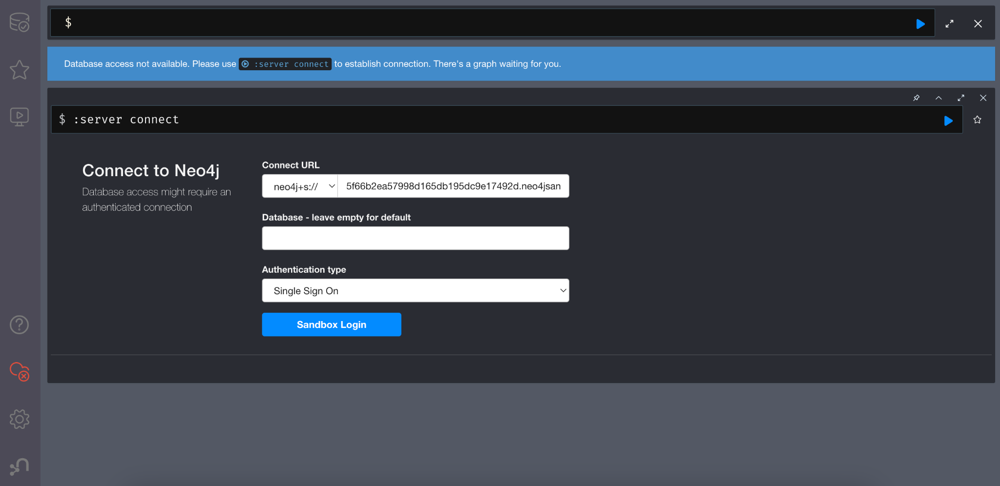 $
Database access not available. Please use :server connect to establish connection. There's a graph waiting for you.
$ :server connect
Connect to Neo4j
Database access might require an
authenticated connection
Connect URL
neo4j+s:// 5f66b2ea57998d165db195dc9e17492d.neo4jsan
Database - leave empty for default
Authentication type
Single Sign On
Sandbox Login